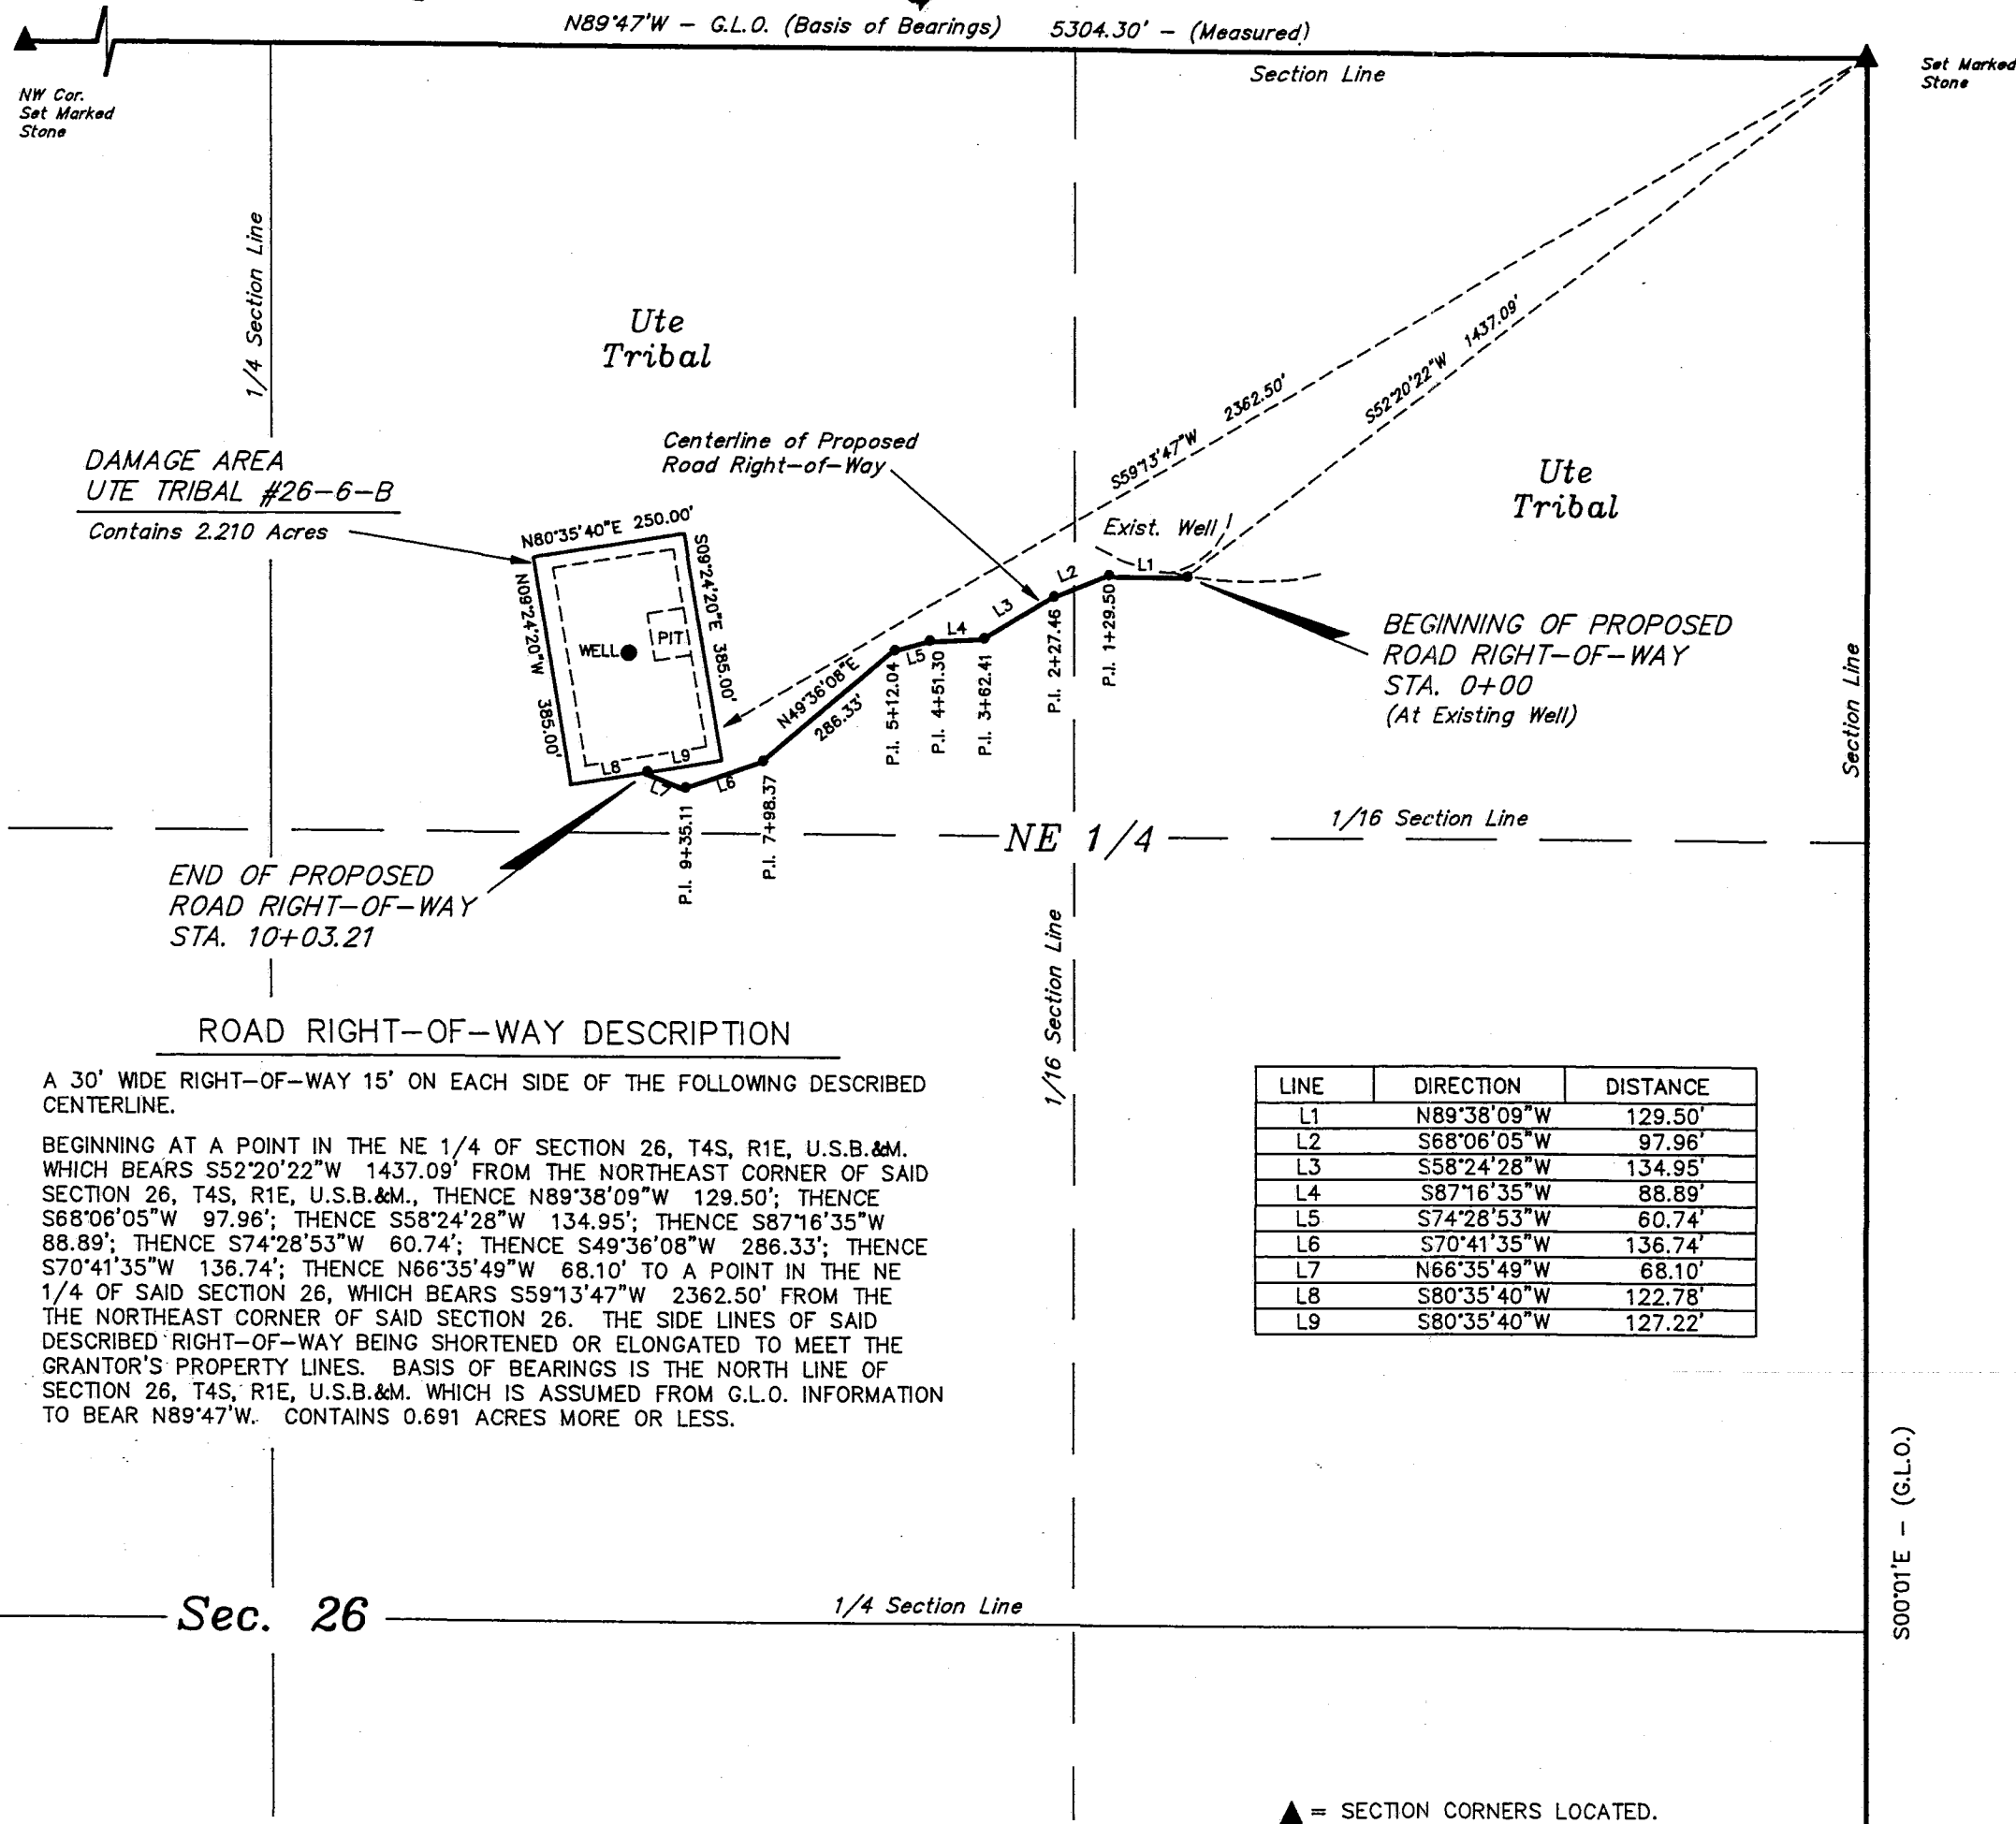 N89°47'W – G.L.O. (Basis of Bearings) 5304.30' – (Measured)
Section Line
NW Cor.
Set Marked
Stone
Set Marked
Stone
1/4 Section Line
Ute
Tribal
2362.50'
S59°13'47"W
1437.09'
S52°20'22"W
Centerline of Proposed
Road Right–of–Way
Ute
Tribal
DAMAGE AREA
UTE TRIBAL #26–6–B
Contains 2.210 Acres
N80°35'40"E 250.00'
S09°24'20"E 385.00'
N09°24'20"W 385.00'
WELL
PIT
Exist. Well
L1
L2
L3
L4
L5
N49°36'08"E
286.33'
L6
L7
L8
L9
P.I. 1+29.50
P.I. 2+27.46
P.I. 3+62.41
P.I. 4+51.30
P.I. 5+12.04
P.I. 7+98.37
P.I. 9+35.11
BEGINNING OF PROPOSED
ROAD RIGHT–OF–WAY
STA. 0+00
(At Existing Well)
Section Line
1/16 Section Line
NE 1/4
END OF PROPOSED
ROAD RIGHT–OF–WAY
STA. 10+03.21
1/16 Section Line
ROAD RIGHT–OF–WAY DESCRIPTION
A 30' WIDE RIGHT–OF–WAY 15' ON EACH SIDE OF THE FOLLOWING DESCRIBED
CENTERLINE.
BEGINNING AT A POINT IN THE NE 1/4 OF SECTION 26, T4S, R1E, U.S.B.&M.
WHICH BEARS S52°20'22"W 1437.09' FROM THE NORTHEAST CORNER OF SAID
SECTION 26, T4S, R1E, U.S.B.&M., THENCE N89°38'09"W 129.50'; THENCE
S68°06'05"W 97.96'; THENCE S58°24'28"W 134.95'; THENCE S87°16'35"W
88.89'; THENCE S74°28'53"W 60.74'; THENCE S49°36'08"W 286.33'; THENCE
S70°41'35"W 136.74'; THENCE N66°35'49"W 68.10' TO A POINT IN THE NE
1/4 OF SAID SECTION 26, WHICH BEARS S59°13'47"W 2362.50' FROM THE
THE NORTHEAST CORNER OF SAID SECTION 26. THE SIDE LINES OF SAID
DESCRIBED RIGHT–OF–WAY BEING SHORTENED OR ELONGATED TO MEET THE
GRANTOR'S PROPERTY LINES. BASIS OF BEARINGS IS THE NORTH LINE OF
SECTION 26, T4S, R1E, U.S.B.&M. WHICH IS ASSUMED FROM G.L.O. INFORMATION
TO BEAR N89°47'W. CONTAINS 0.691 ACRES MORE OR LESS.
LINE DIRECTION DISTANCE
L1 N89°38'09"W 129.50'
L2 S68°06'05"W 97.96'
L3 S58°24'28"W 134.95'
L4 S87°16'35"W 88.89'
L5 S74°28'53"W 60.74'
L6 S70°41'35"W 136.74'
L7 N66°35'49"W 68.10'
L8 S80°35'40"W 122.78'
L9 S80°35'40"W 127.22'
S00°01'E – (G.L.O.)
Sec. 26
1/4 Section Line
▲ = SECTION CORNERS LOCATED.